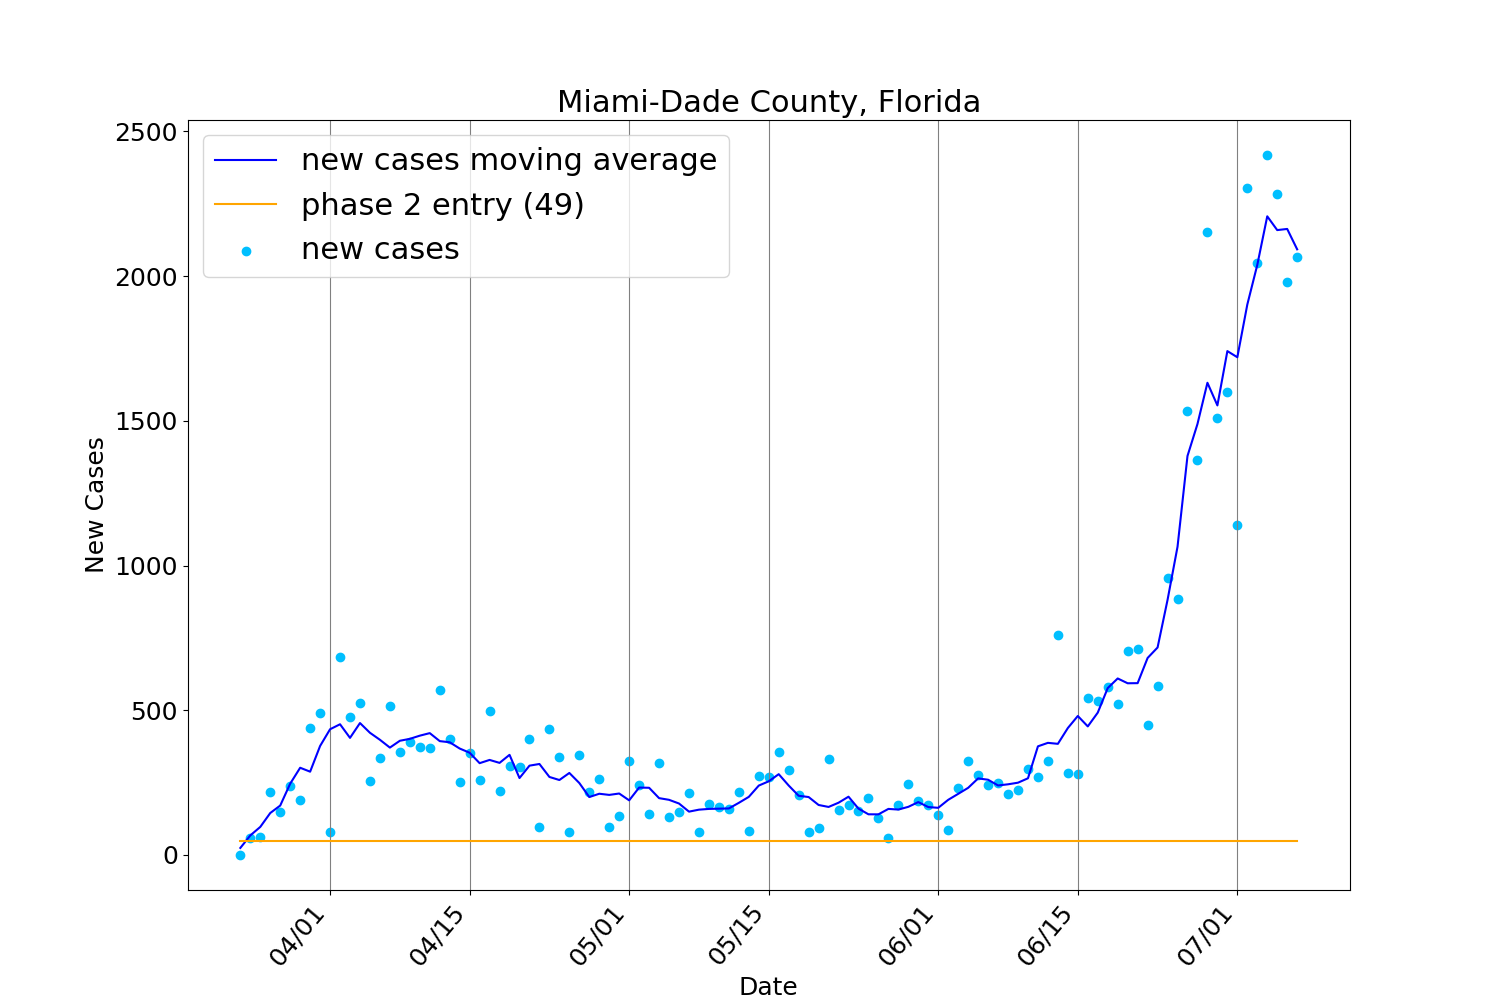 Miami-Dade County, Florida
new cases moving average
phase 2 entry (49)
new cases
2500
2000
1500
1000
500
0
New Cases
04/01
04/15
05/01
05/15
06/01
06/15
07/01
Date